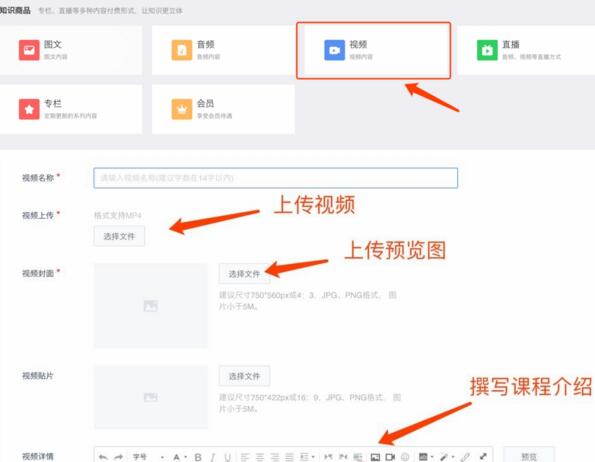 知识商品 专栏、直播等多种内容付费形式，让知识更立体
图文
图文内容
音频
音频内容
视频
视频内容
直播
音频、视频等直播方式
专栏
定期更新的系列内容
会员
享受会员待遇
视频名称 *
请输入视频名称(建议字数在14字以内)
视频上传 *
格式支持MP4
选择文件
上传视频
上传预览图
视频封面 *
选择文件
建议尺寸750*560px或4：3，JPG、PNG格式， 图
片小于5M。
视频贴片
选择文件
建议尺寸750*422px或16：9，JPG、PNG格式， 图
片小于5M。
撰写课程介绍
视频详情
字号 A B I U
预览